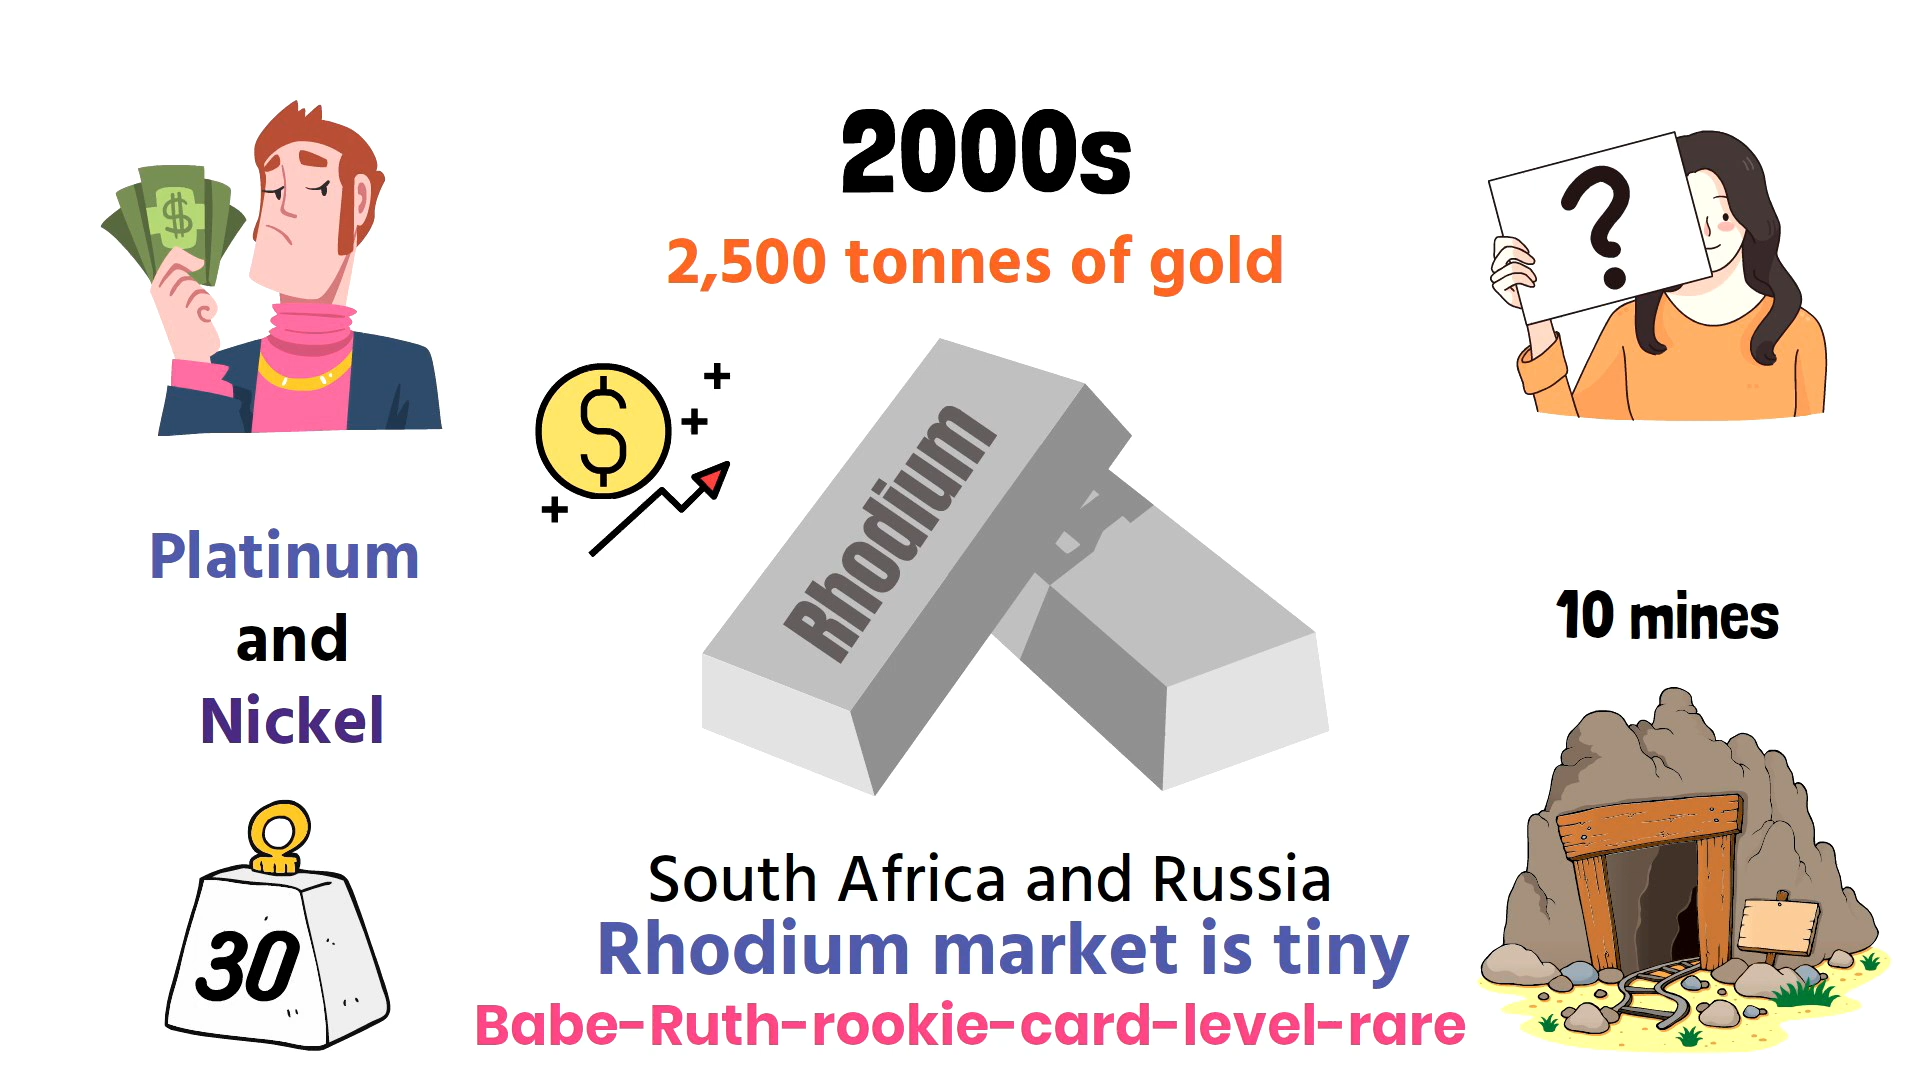 2000s
2,500 tonnes of gold
$
?
$
Rhodium
Platinum
and
Nickel
10 mines
30
South Africa and Russia
Rhodium market is tiny
Babe-Ruth-rookie-card-level-rare